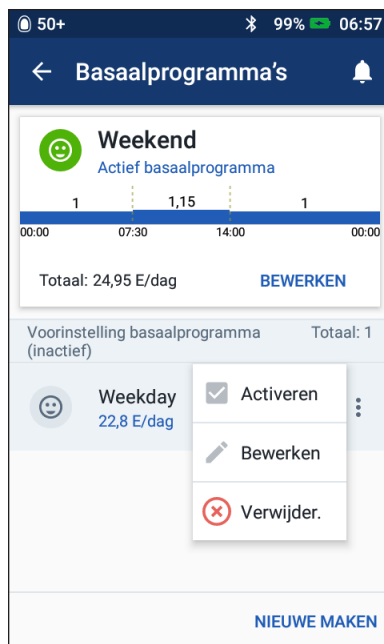 50+ 99% 06:57
Basaalprogramma's
Weekend
Actief basaalprogramma
1 1,15 1
00:00 07:30 14:00 00:00
Totaal: 24,95 E/dag BEWERKEN
Voorinstelling basaalprogramma Totaal: 1
(inactief)
Weekday
22,8 E/dag
Activeren
Bewerken
Verwijder.
NIEUWE MAKEN